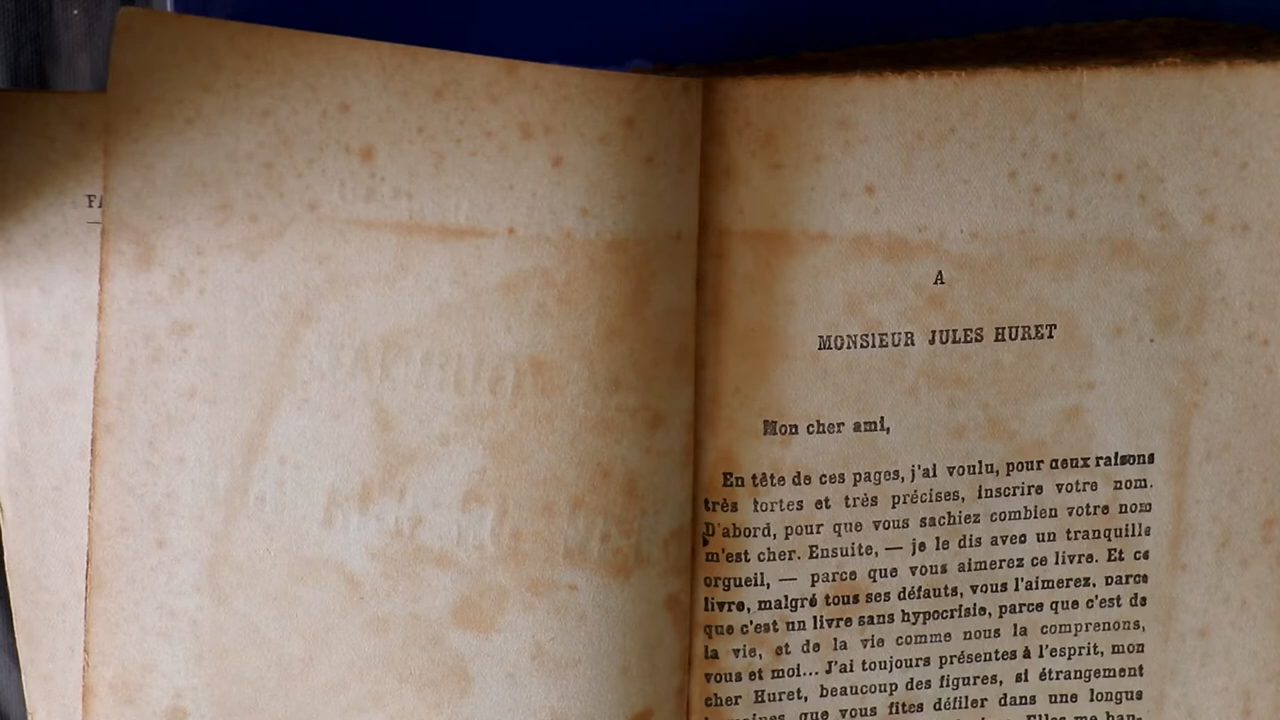 FA
A
MONSIEUR JULES HURET
Mon cher ami,
En tête de ces pages, j'ai voulu, pour deux raisons
très fortes et très précises, inscrire votre nom.
D'abord, pour que vous sachiez combien votre nom
m'est cher. Ensuite, — je le dis avec un tranquille
orgueil, — parce que vous aimerez ce livre. Et ce
livre, malgré tous ses défauts, vous l'aimerez, parce
que c'est un livre sans hypocrisie, parce que c'est de
la vie, et de la vie comme nous la comprenons,
vous et moi... J'ai toujours présentes à l'esprit, mon
cher Huret, beaucoup des figures, si étrangement
que vous fîtes défiler dans une longue
Elles me han-